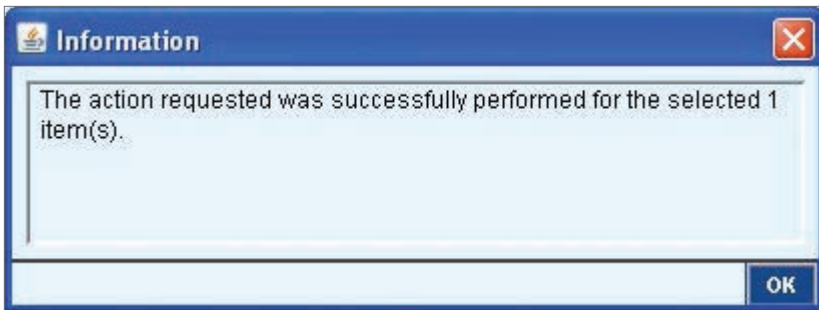 Information
The action requested was successfully performed for the selected 1
item(s).
OK